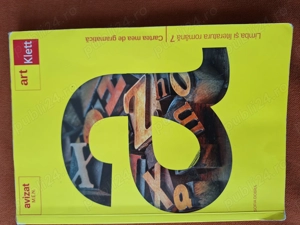 Limba și literatura română 7
Cartea mea de gramatică
art
Klett
avizat
M.E.N.